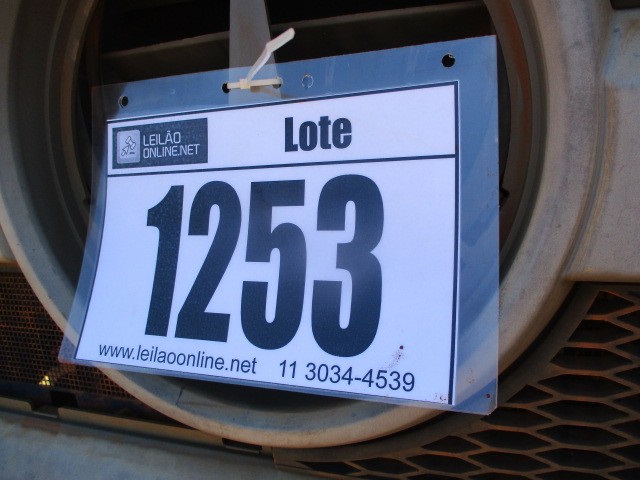 LEILÃO
ONLINE.NET
Lote
1253
www.leilaoonline.net 11 3034-4539